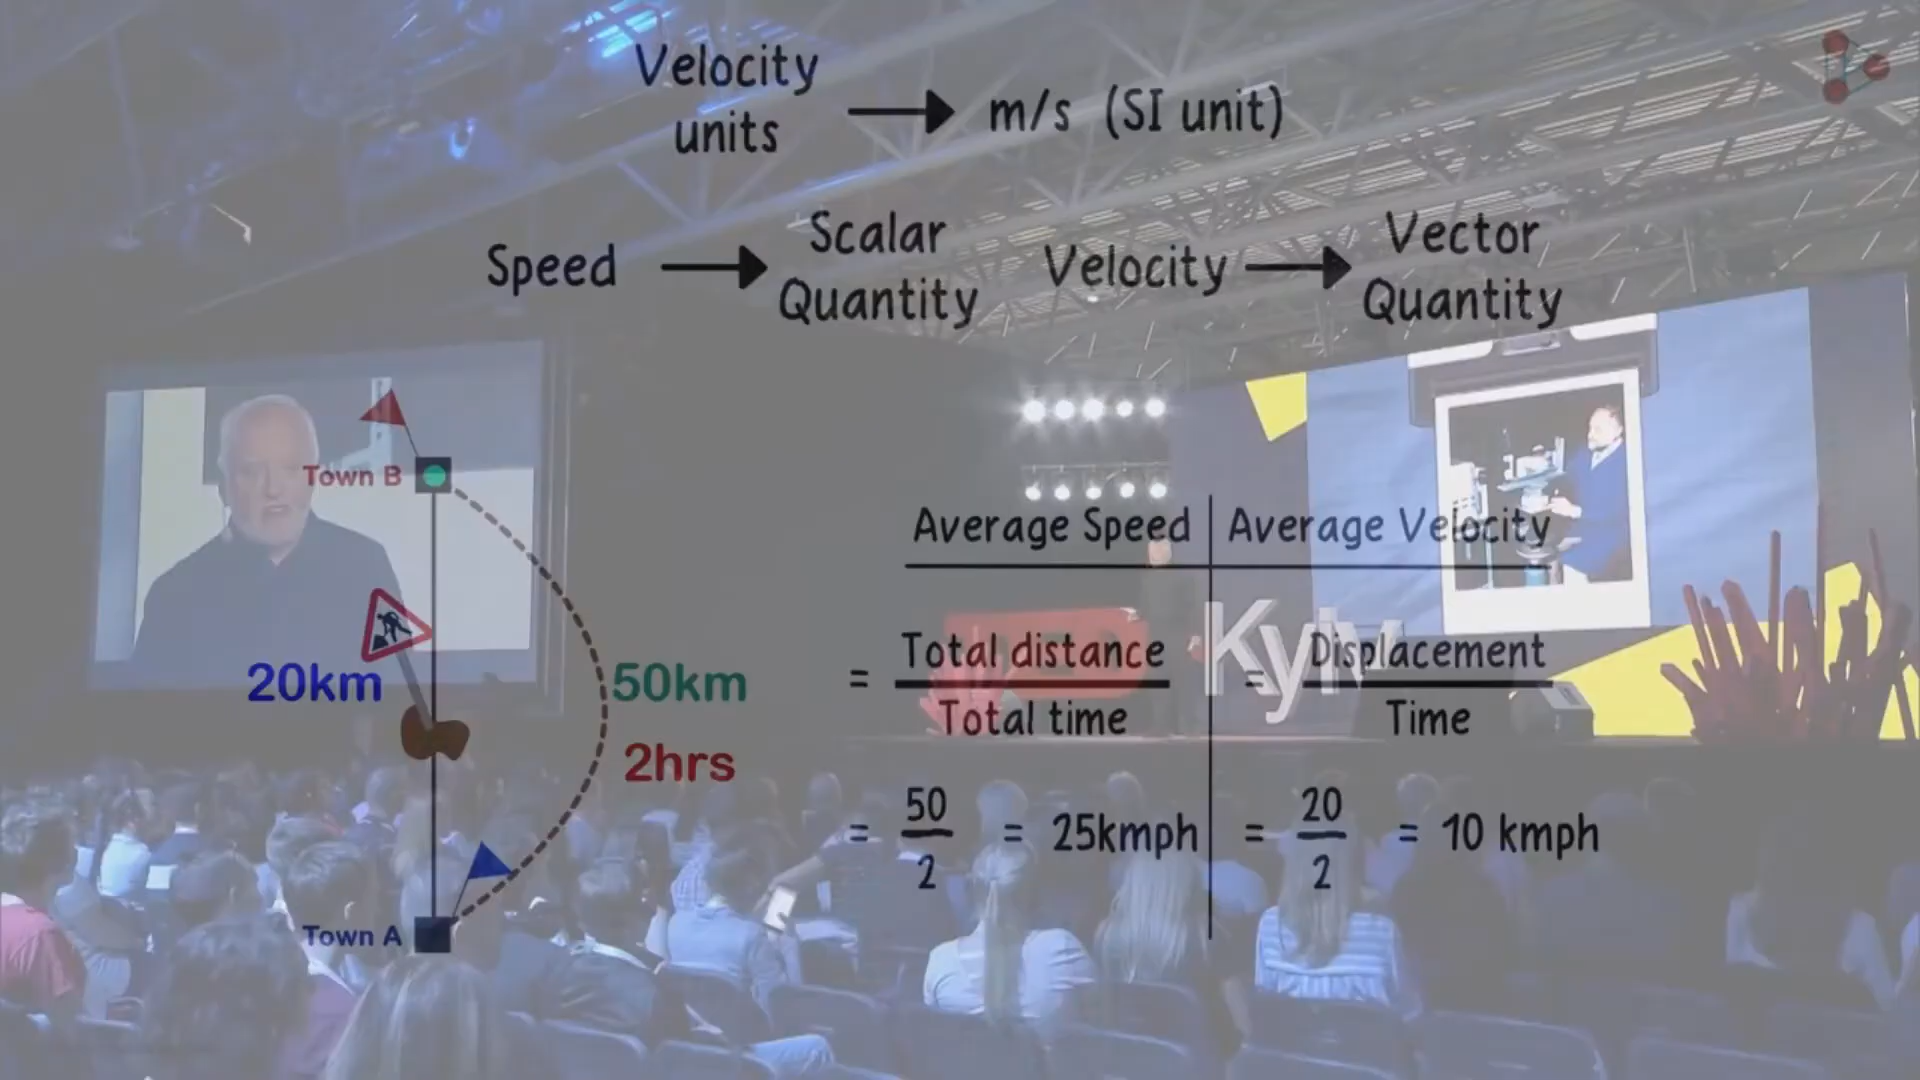 Velocity
units
m/s (SI unit)
Speed
Scalar
Quantity
Velocity
Vector
Quantity
Town B
20km
50km
2hrs
Town A
Average Speed
Average Velocity
= Total distance
Total time
= Displacement
Time
= 50
2
= 25kmph
= 20
2
= 10 kmph
Kyiv